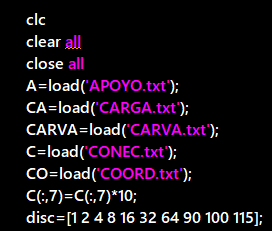 clc
clear all
close all
A=load('APOYO.txt');
CA=load('CARGA.txt');
CARVA=load('CARVA.txt');
C=load('CONEC.txt');
CO=load('COORD.txt');
C(:,7)=C(:,7)*10;
disc=[1 2 4 8 16 32 64 90 100 115];